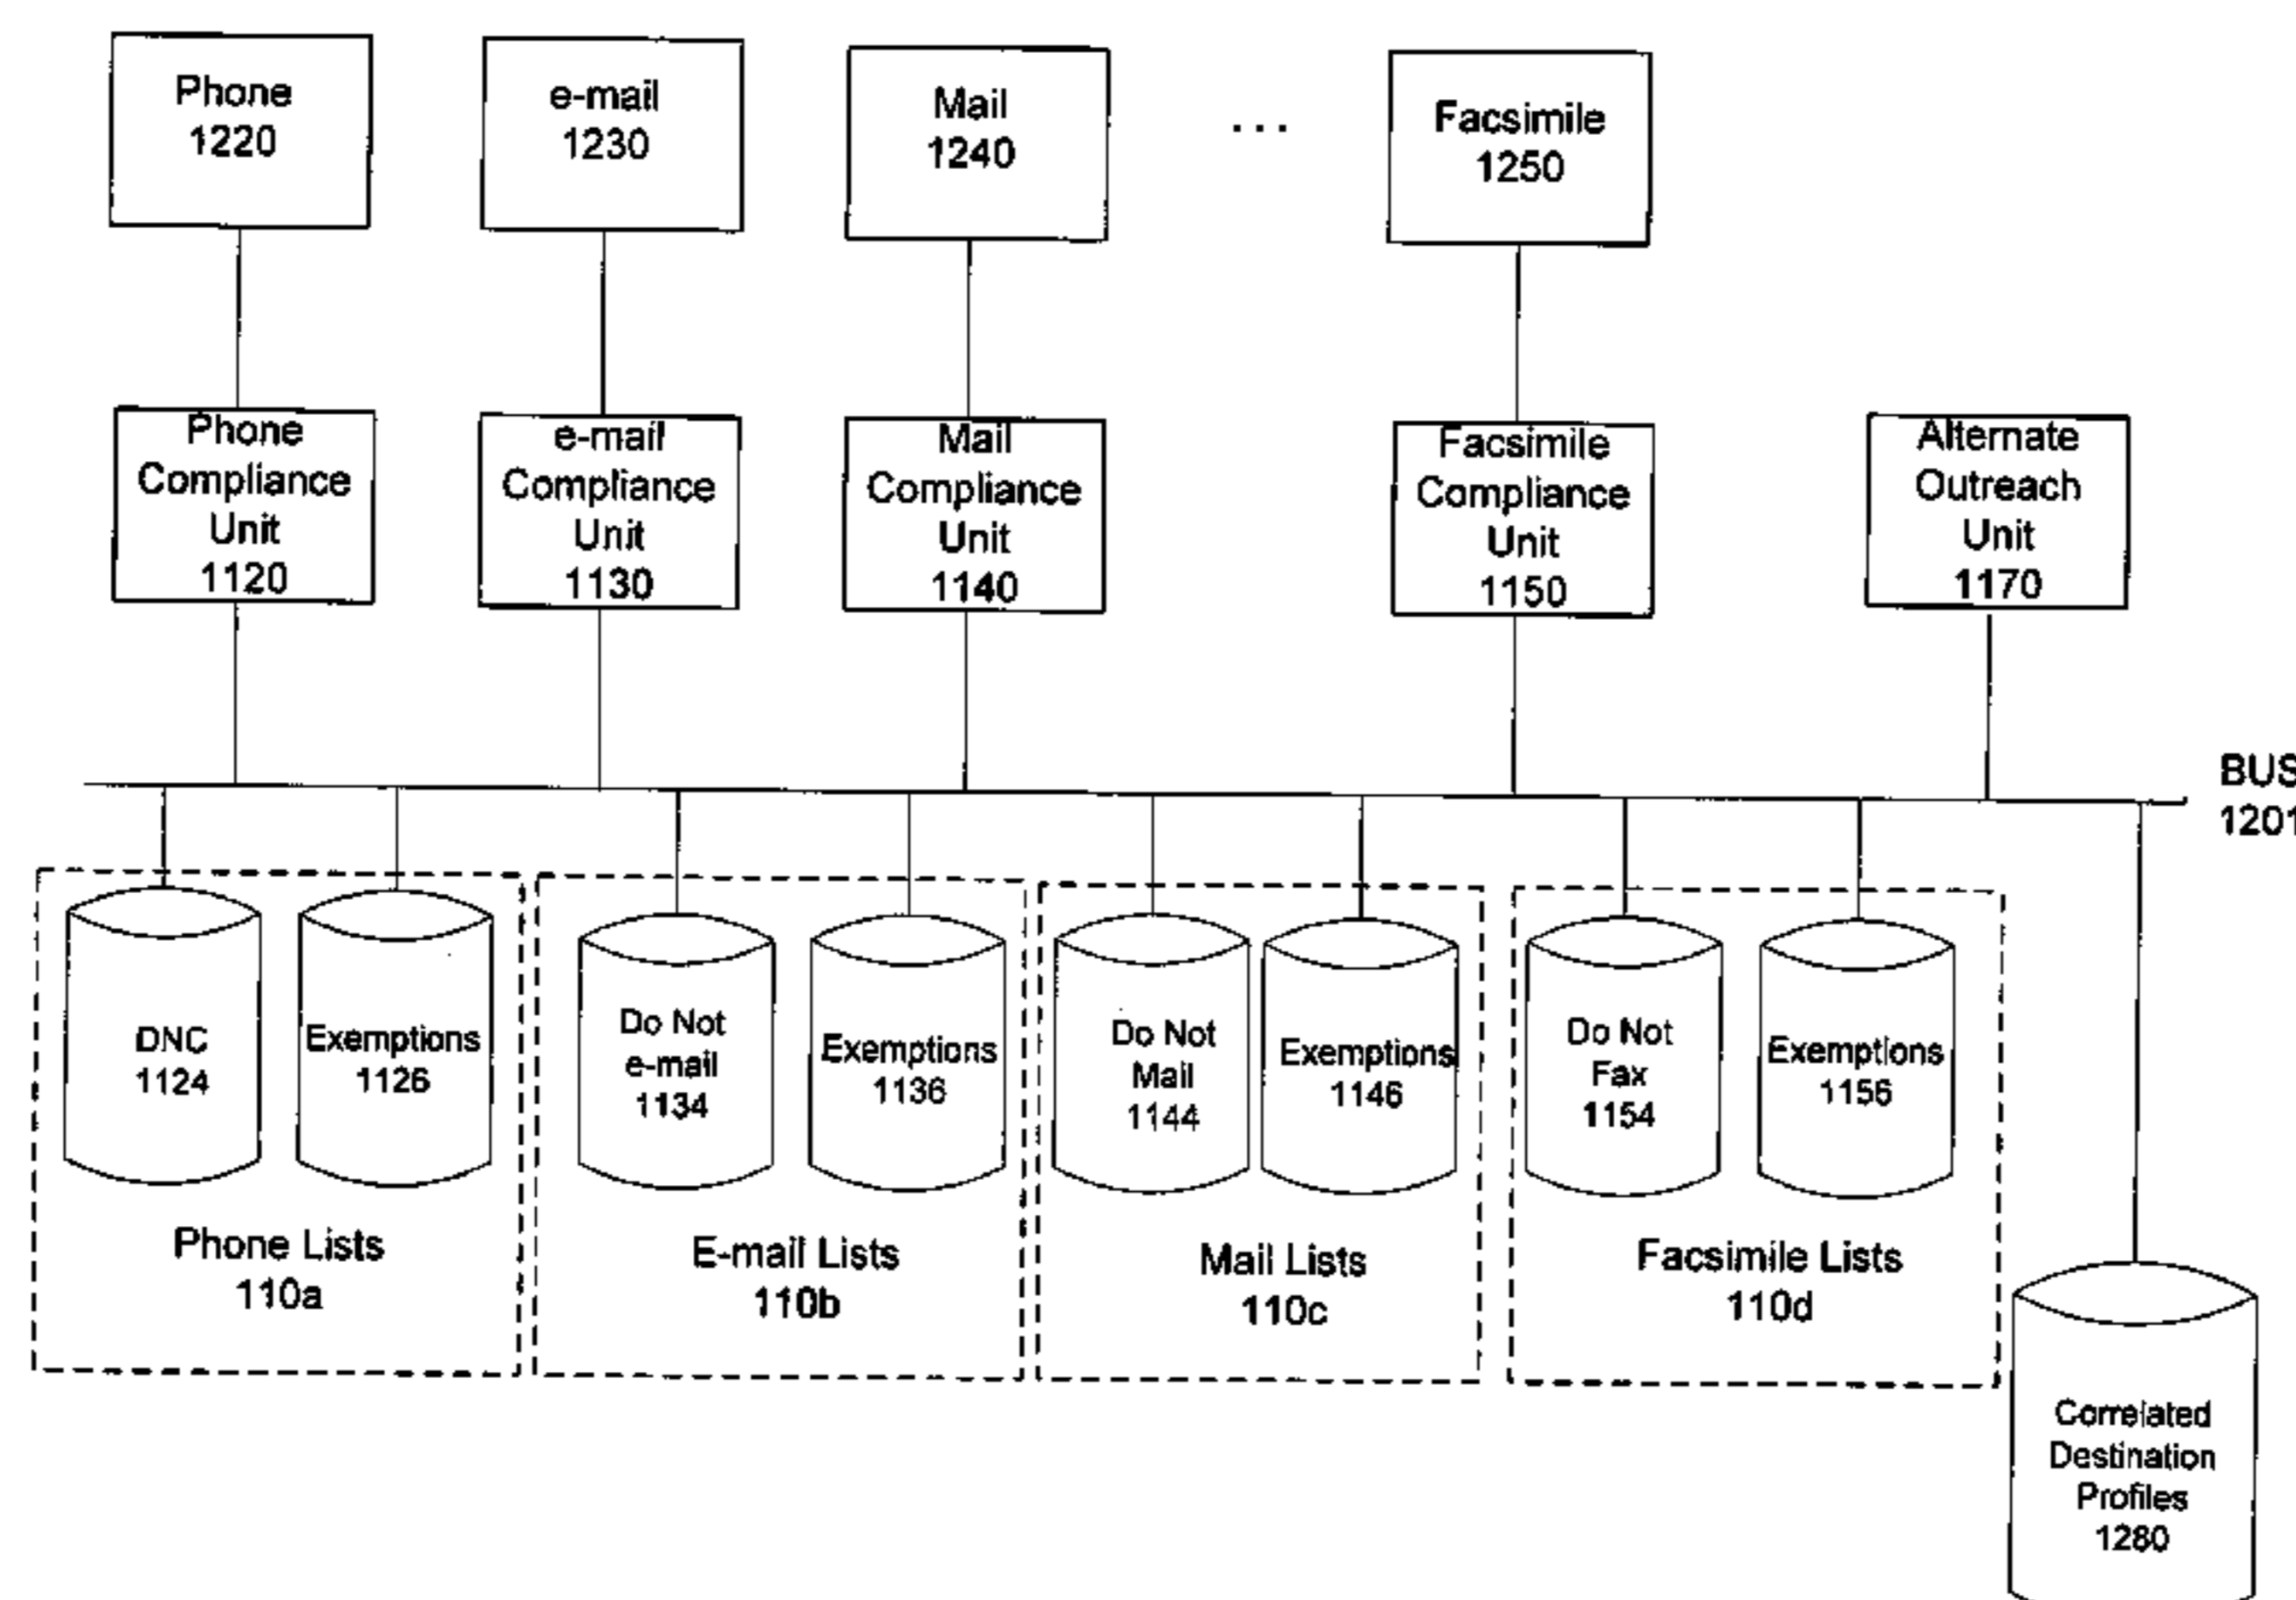 Phone
1220
e-mail
1230
Mail
1240
...
Facsimile
1250
Phone
Compliance
Unit
1120
e-mail
Compliance
Unit
1130
Mail
Compliance
Unit
1140
Facsimile
Compliance
Unit
1150
Alternate
Outreach
Unit
1170
BUS
1201
DNC
1124
Exemptions
1126
Do Not
e-mail
1134
Exemptions
1136
Do Not
Mail
1144
Exemptions
1146
Do Not
Fax
1154
Exemptions
1156
Phone Lists
110a
E-mail Lists
110b
Mail Lists
110c
Facsimile Lists
110d
Correlated
Destination
Profiles
1280